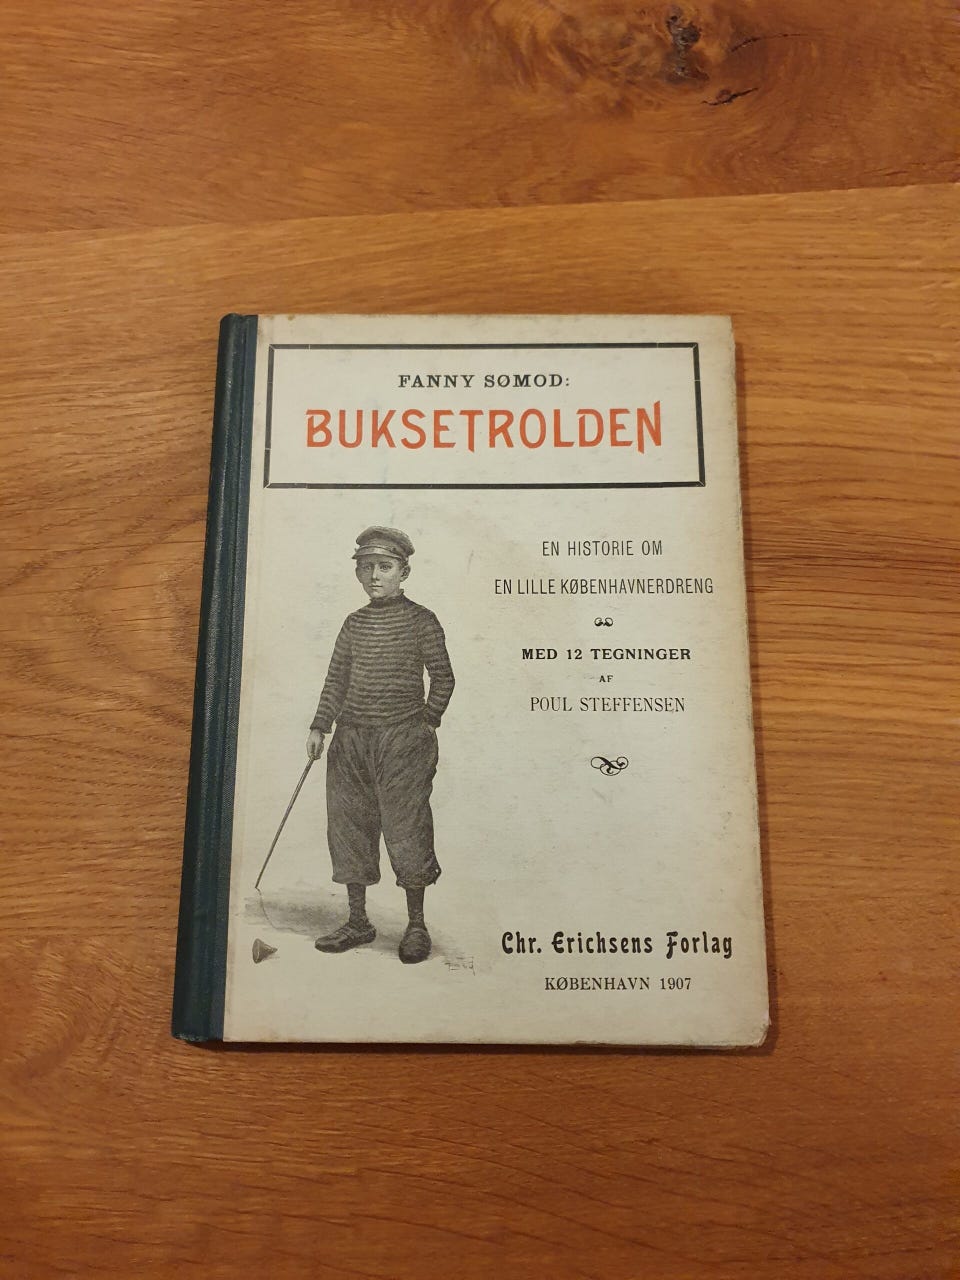 FANNY SØMOD:
BUKSETROLDEN
EN HISTORIE OM
EN LILLE KØBENHAVNERDRENG
MED 12 TEGNINGER
AF
POUL STEFFENSEN
Chr. Erichsens Forlag
KØBENHAVN 1907